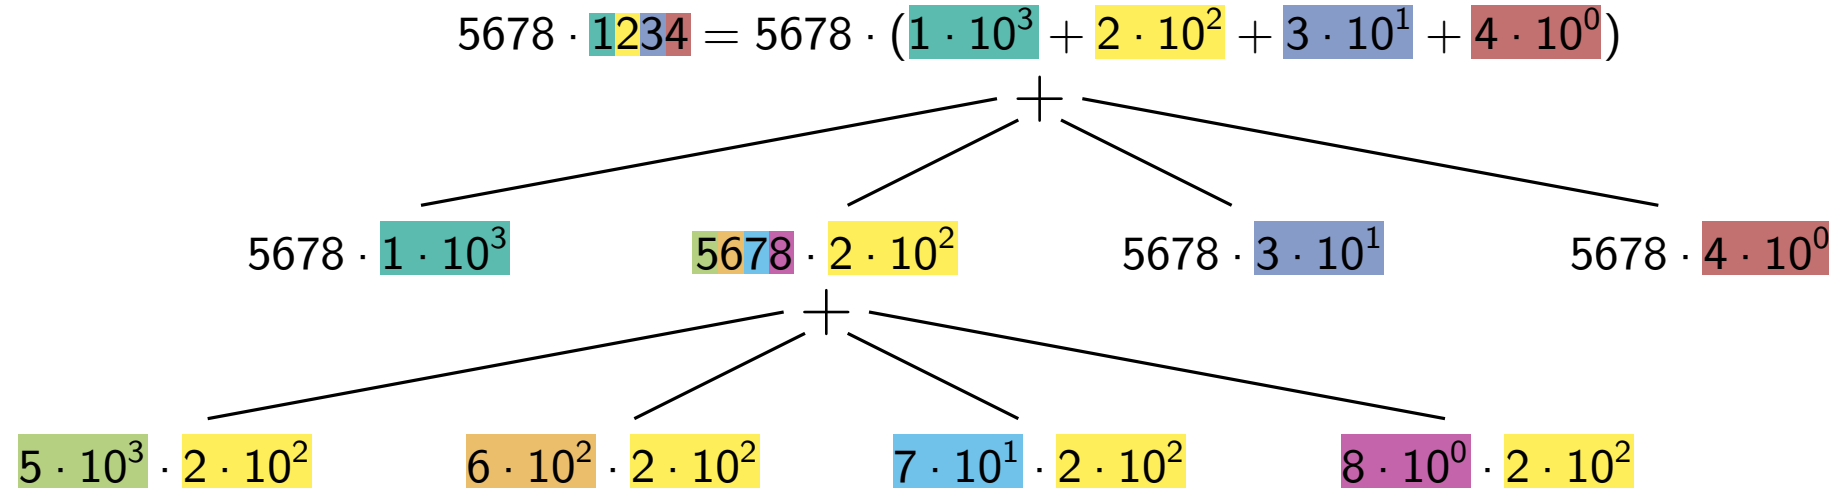 5678 · 1234 = 5678 · (1 · 10³ + 2 · 10² + 3 · 10¹ + 4 · 10⁰)
+
5678 · 1 · 10³ 5678 · 2 · 10² 5678 · 3 · 10¹ 5678 · 4 · 10⁰
+
5 · 10³ · 2 · 10² 6 · 10² · 2 · 10² 7 · 10¹ · 2 · 10² 8 · 10⁰ · 2 · 10²